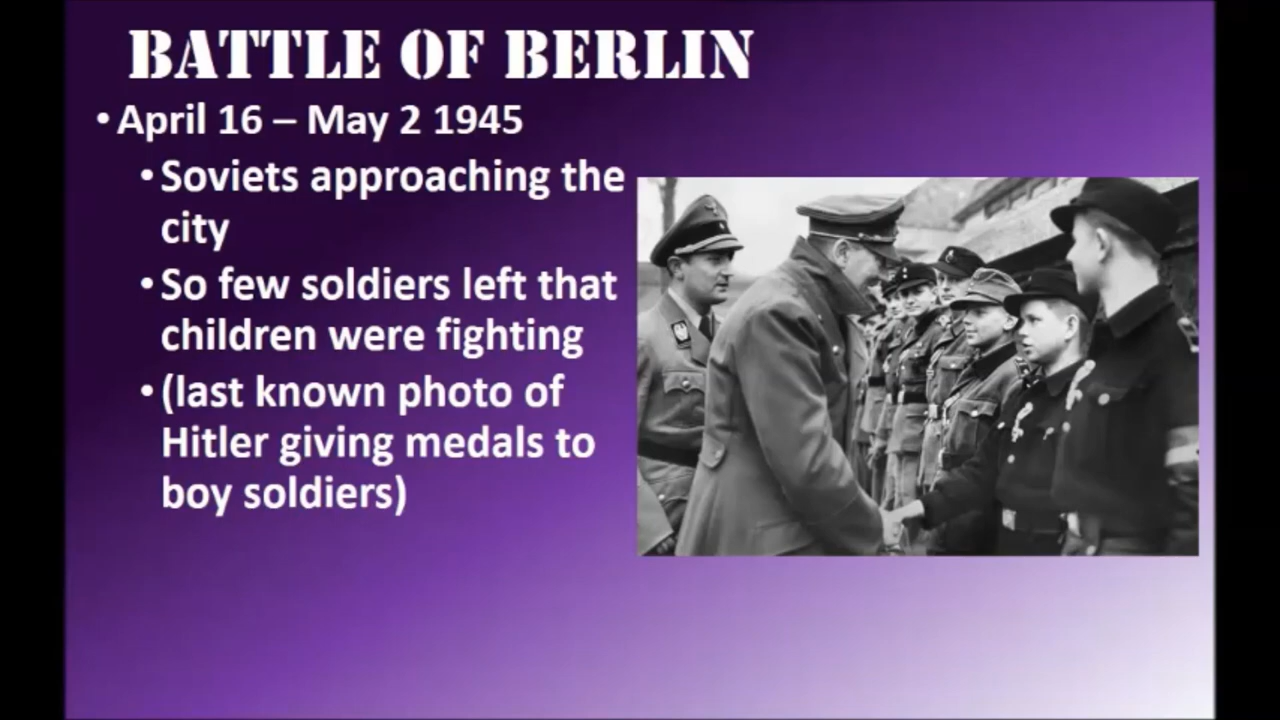 BATTLE OF BERLIN
• April 16 – May 2 1945
• Soviets approaching the
city
• So few soldiers left that
children were fighting
• (last known photo of
Hitler giving medals to
boy soldiers)